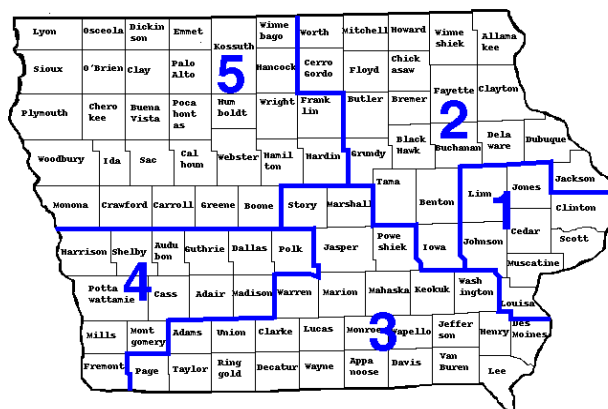 Lyon
Osceola
Dickin
son
Emmet
Kossuth
Winne
bago
Worth
Mitchell
Howard
Winne
shiek
Allama
kee
Sioux
O'Brien
Clay
Palo
Alto
5
Hancock
Cerro
Gordo
Floyd
Chick
asaw
Fayette
Clayton
Plymouth
Chero
kee
Buena
Vista
Poca
hont
as
Hum
boldt
Wright
Frank
lin
Butler
Bremer
2
Woodbury
Ida
Sac
Cal
houn
Webster
Hamil
ton
Hardin
Grundy
Black
Hawk
Buchanan
Dela
ware
Dubuque
Monona
Crawford
Carroll
Greene
Boone
Story
Marshall
Tama
Benton
Linn
Jones
Jackson
1
Clinton
Harrison
Shelby
Audu
bon
Guthrie
Dallas
Polk
Jasper
Powe
shiek
Iowa
Johnson
Cedar
Scott
Muscatine
4
Potta
wattamie
Cass
Adair
Madison
Warren
Marion
Mahaska
Keokuk
Wash
ington
Louisa
Mills
Mont
gomery
Adams
Union
Clarke
Lucas
Monroe
3
Wapello
Jeffer
son
Henry
Des
Moines
Fremont
Page
Taylor
Ring
gold
Decatur
Wayne
Appa
noose
Davis
Van
Buren
Lee